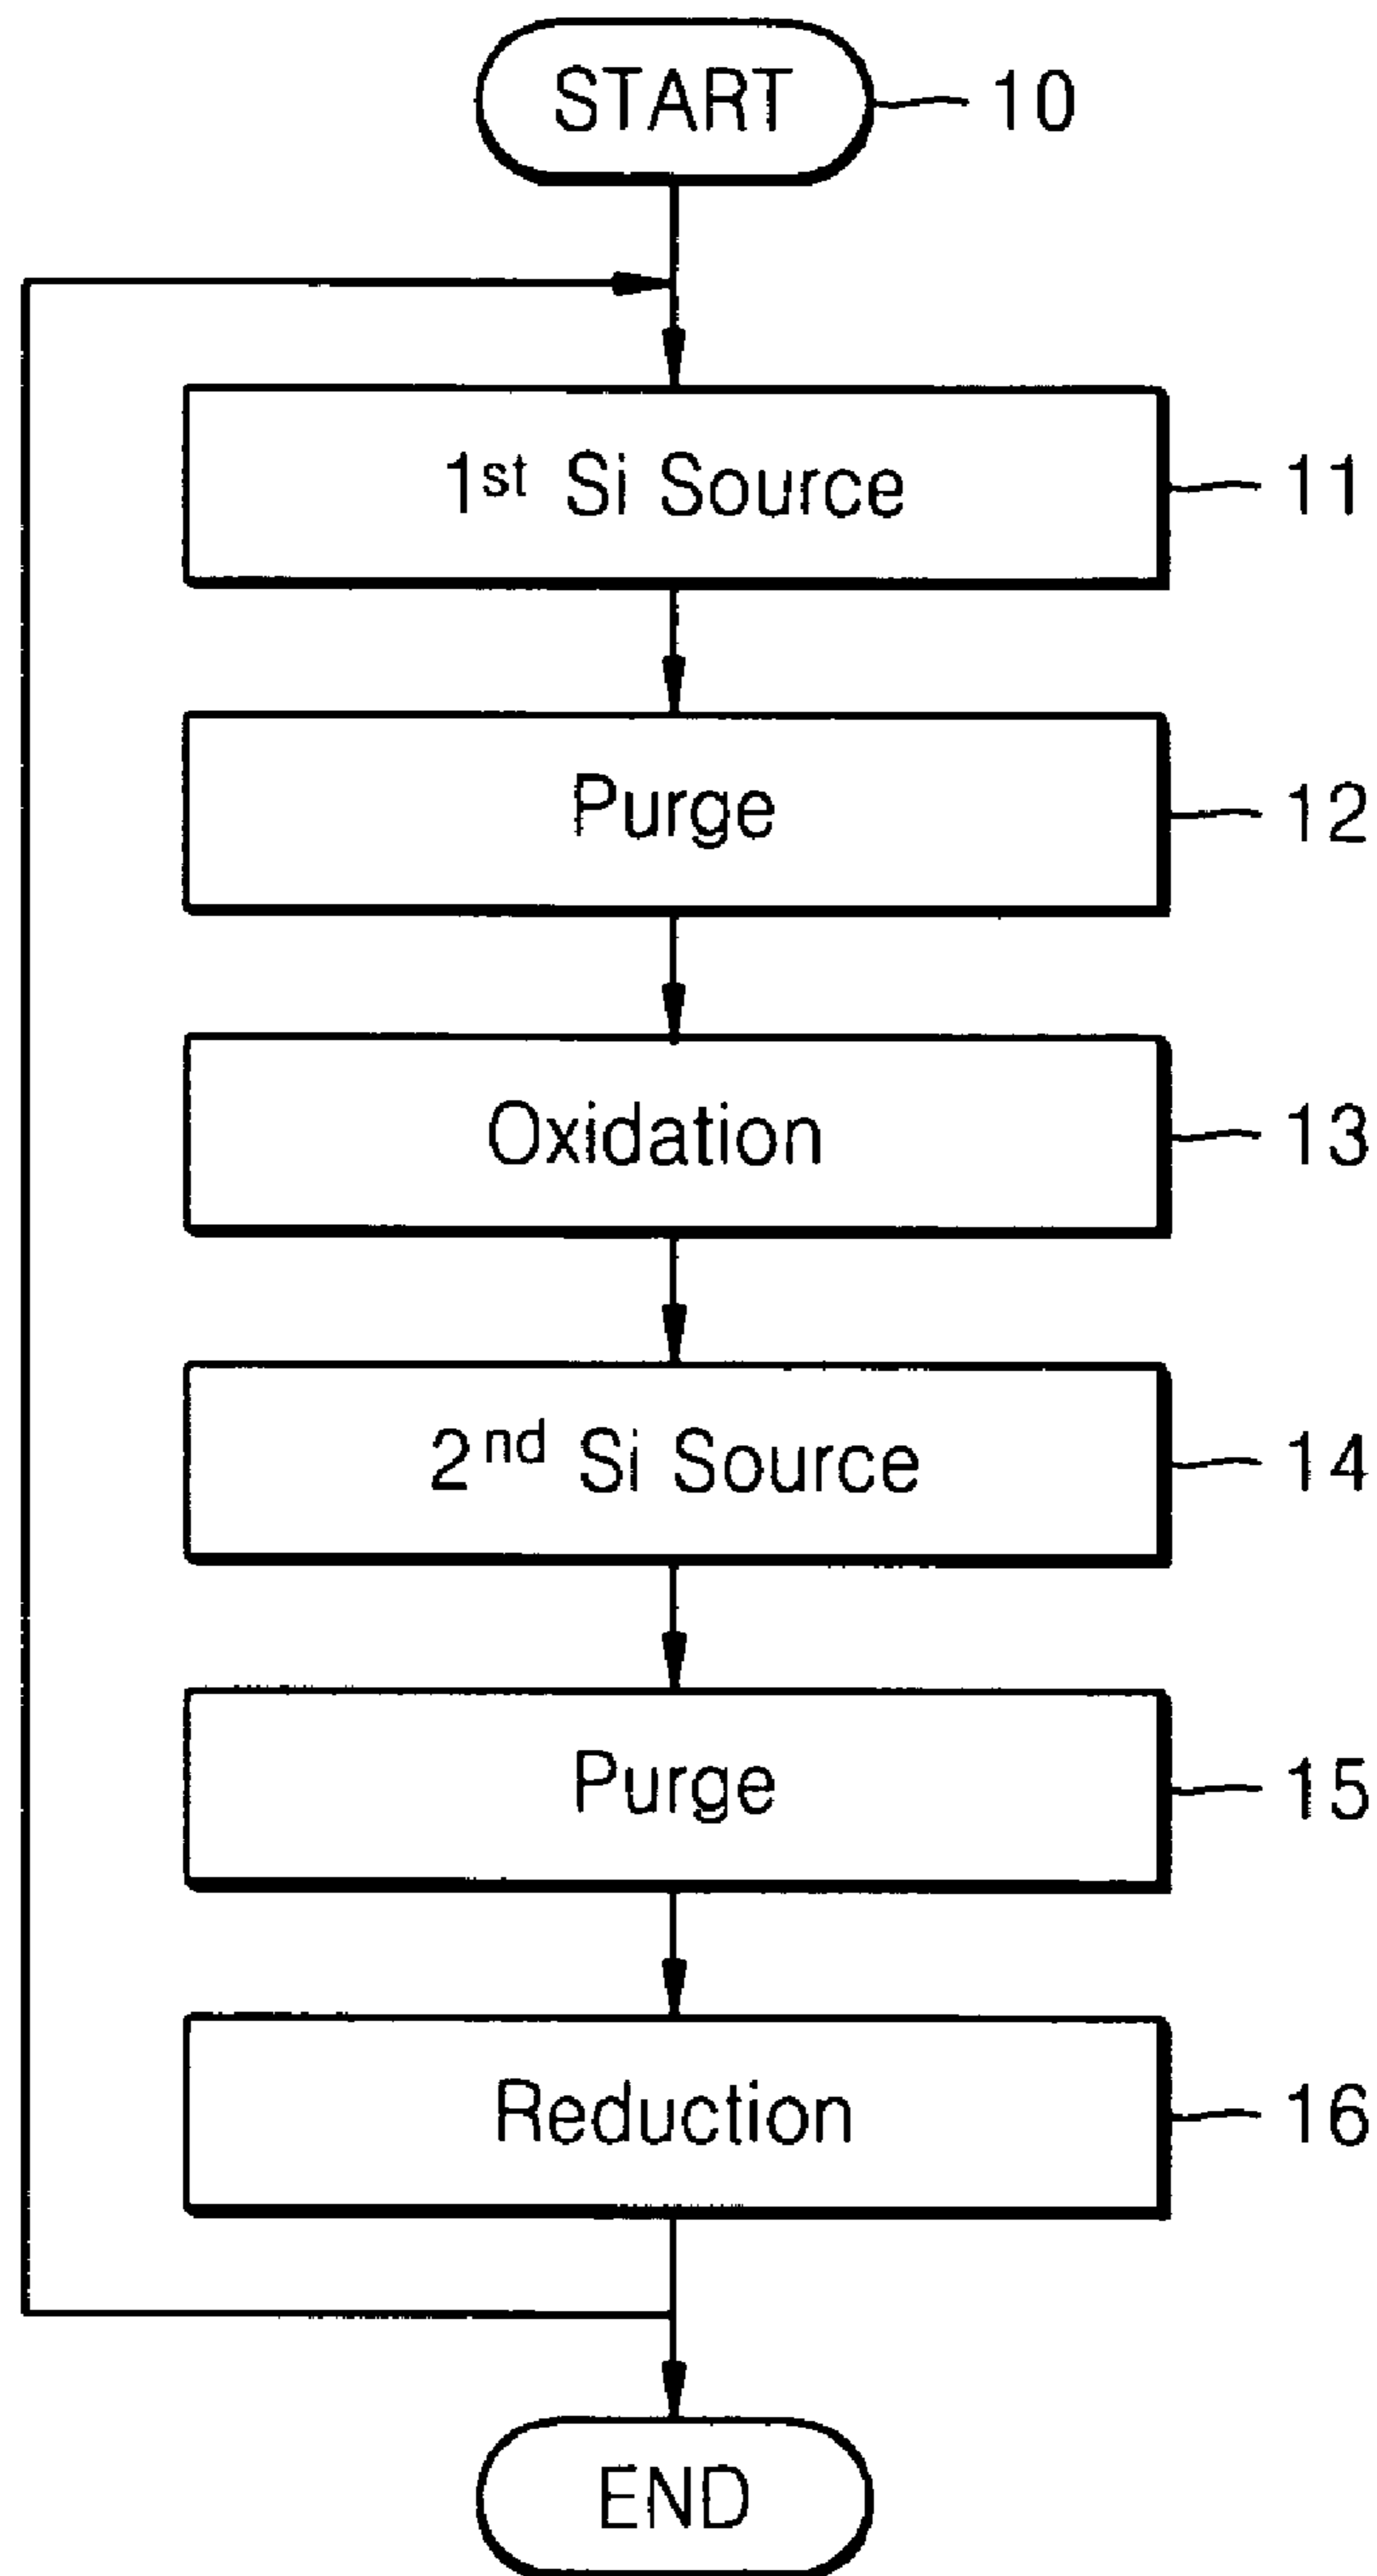 START 10
1st Si Source 11
Purge 12
Oxidation 13
2nd Si Source 14
Purge 15
Reduction 16
END